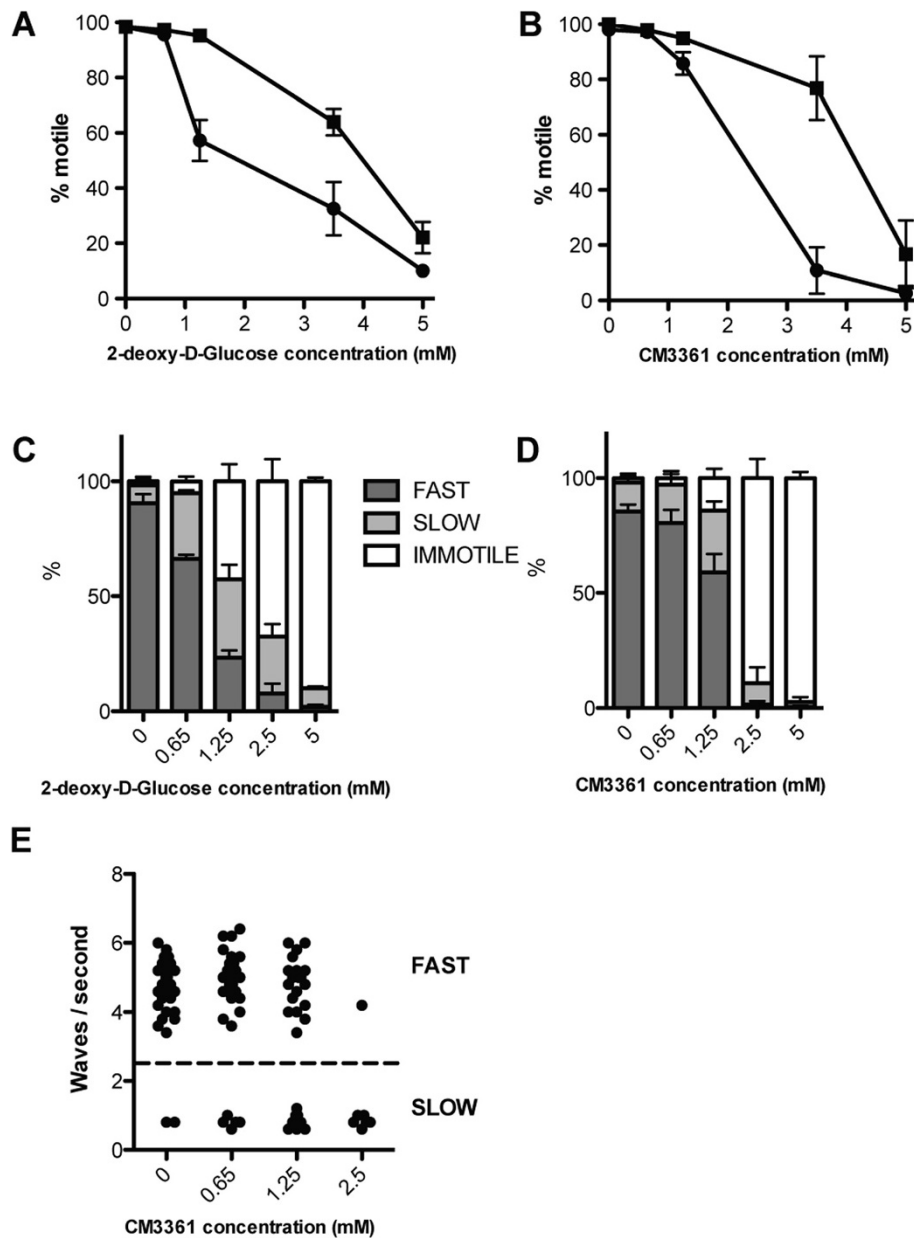 A
B
% motile
100
80
60
40
20
0
0 1 2 3 4 5
2-deoxy-D-Glucose concentration (mM)
% motile
100
80
60
40
20
0
0 1 2 3 4 5
CM3361 concentration (mM)
C
%
100
50
0
0 0.65 1.25 2.5 5
2-deoxy-D-Glucose concentration (mM)
FAST
SLOW
IMMOTILE
D
%
100
50
0
0 0.65 1.25 2.5 5
CM3361 concentration (mM)
E
Waves / second
8
6
4
2
0
FAST
SLOW
0 0.65 1.25 2.5
CM3361 concentration (mM)